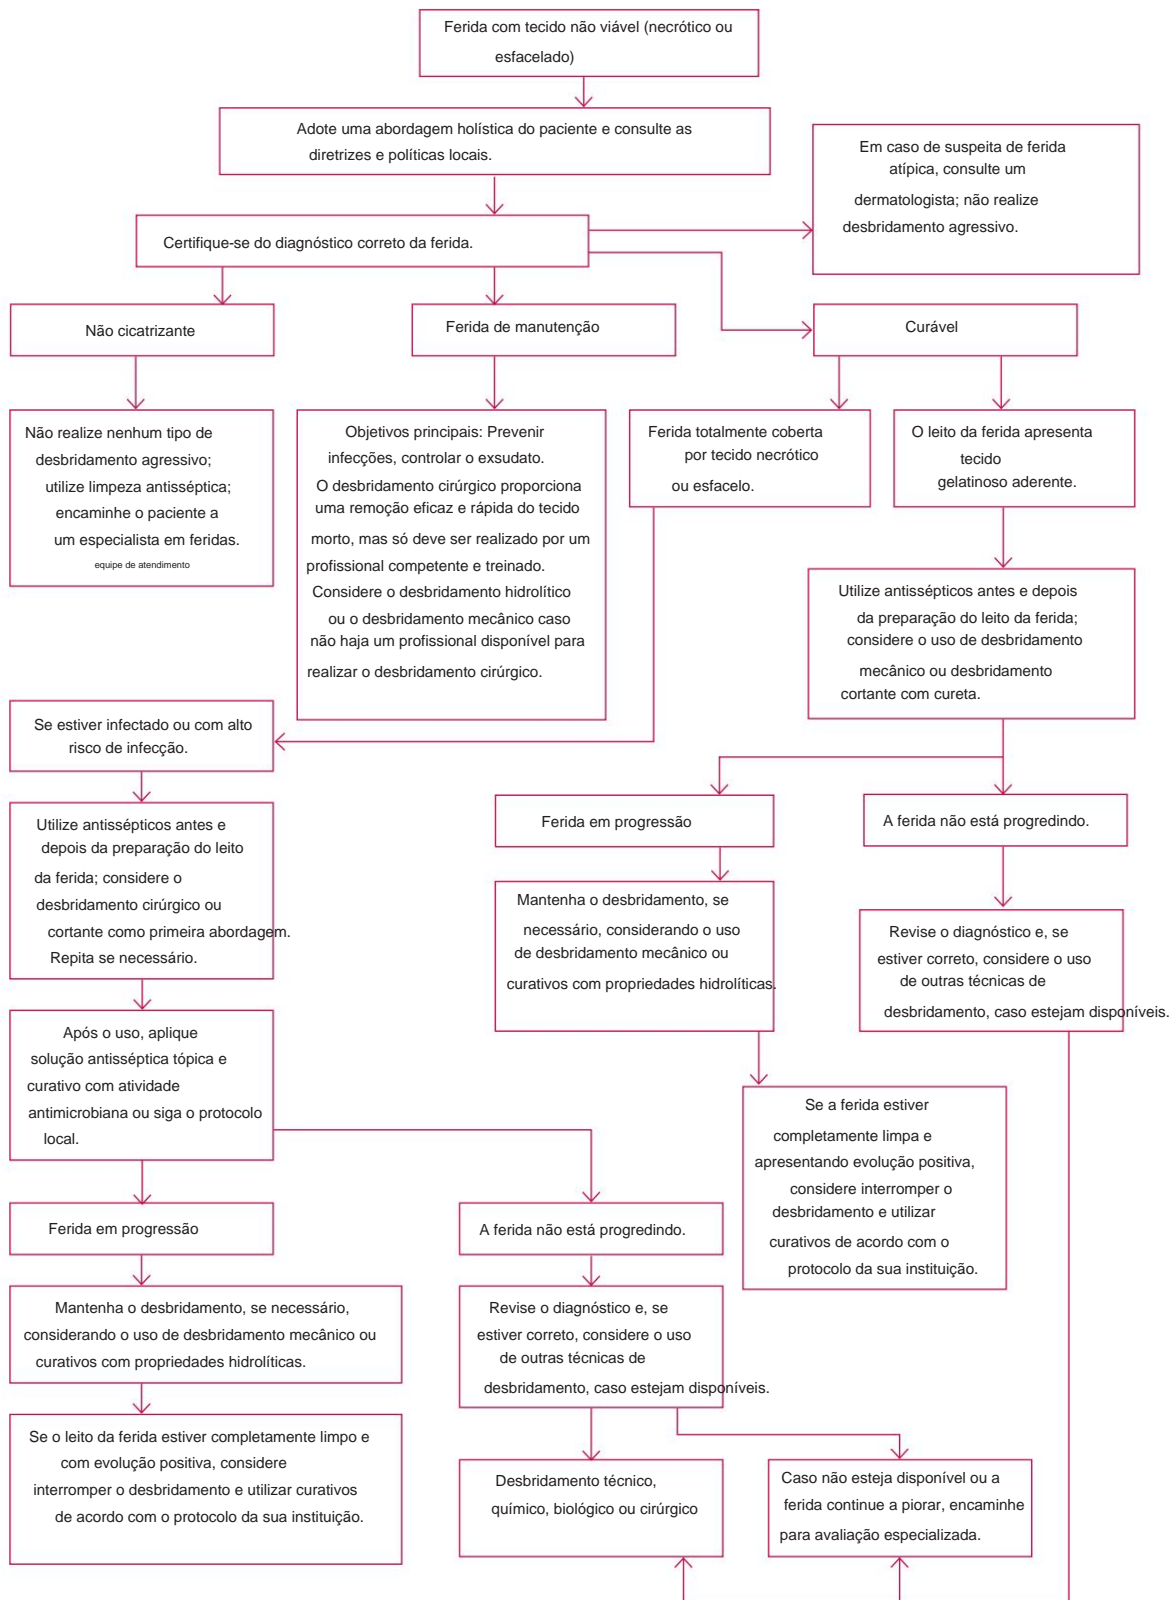 Ferida com tecido não viável (necrótico ou
esfacelado)
Adote uma abordagem holística do paciente e consulte as
diretrizes e políticas locais.
Em caso de suspeita de ferida
atípica, consulte um
dermatologista; não realize
desbridamento agressivo.
Certifique-se do diagnóstico correto da ferida.
Não cicatrizante
Ferida de manutenção
Curável
Não realize nenhum tipo de
desbridamento agressivo;
utilize limpeza antisséptica;
encaminhe o paciente a
um especialista em feridas.
equipe de atendimento
Objetivos principais: Prevenir
infecções, controlar o exsudato.
O desbridamento cirúrgico proporciona
uma remoção eficaz e rápida do tecido
morto, mas só deve ser realizado por um
profissional competente e treinado.
Considere o desbridamento hidrolítico
ou o desbridamento mecânico caso
não haja um profissional disponível para
realizar o desbridamento cirúrgico.
Ferida totalmente coberta
por tecido necrótico
ou esfacelo.
O leito da ferida apresenta
tecido
gelatinoso aderente.
Utilize antissépticos antes e depois
da preparação do leito da ferida;
considere o uso de desbridamento
mecânico ou desbridamento
cortante com cureta.
Se estiver infectado ou com alto
risco de infecção.
Utilize antissépticos antes e
depois da preparação do leito
da ferida; considere o
desbridamento cirúrgico ou
cortante como primeira abordagem.
Repita se necessário.
Ferida em progressão
A ferida não está progredindo.
Mantenha o desbridamento, se
necessário, considerando o uso
de desbridamento mecânico ou
curativos com propriedades hidrolíticas.
Revise o diagnóstico e, se
estiver correto, considere o uso
de outras técnicas de
desbridamento, caso estejam disponíveis.
Após o uso, aplique
solução antisséptica tópica e
curativo com atividade
antimicrobiana ou siga o protocolo
local.
Se a ferida estiver
completamente limpa e
apresentando evolução positiva,
considere interromper o
desbridamento e utilizar
curativos de acordo com o
protocolo da sua instituição.
Ferida em progressão
A ferida não está progredindo.
Mantenha o desbridamento, se necessário,
considerando o uso de desbridamento mecânico ou
curativos com propriedades hidrolíticas.
Revise o diagnóstico e, se
estiver correto, considere o uso
de outras técnicas de
desbridamento, caso estejam disponíveis.
Se o leito da ferida estiver completamente limpo e
com evolução positiva, considere
interromper o desbridamento e utilizar curativos
de acordo com o protocolo da sua instituição.
Desbridamento técnico,
químico, biológico ou cirúrgico
Caso não esteja disponível ou a
ferida continue a piorar, encaminhe
para avaliação especializada.